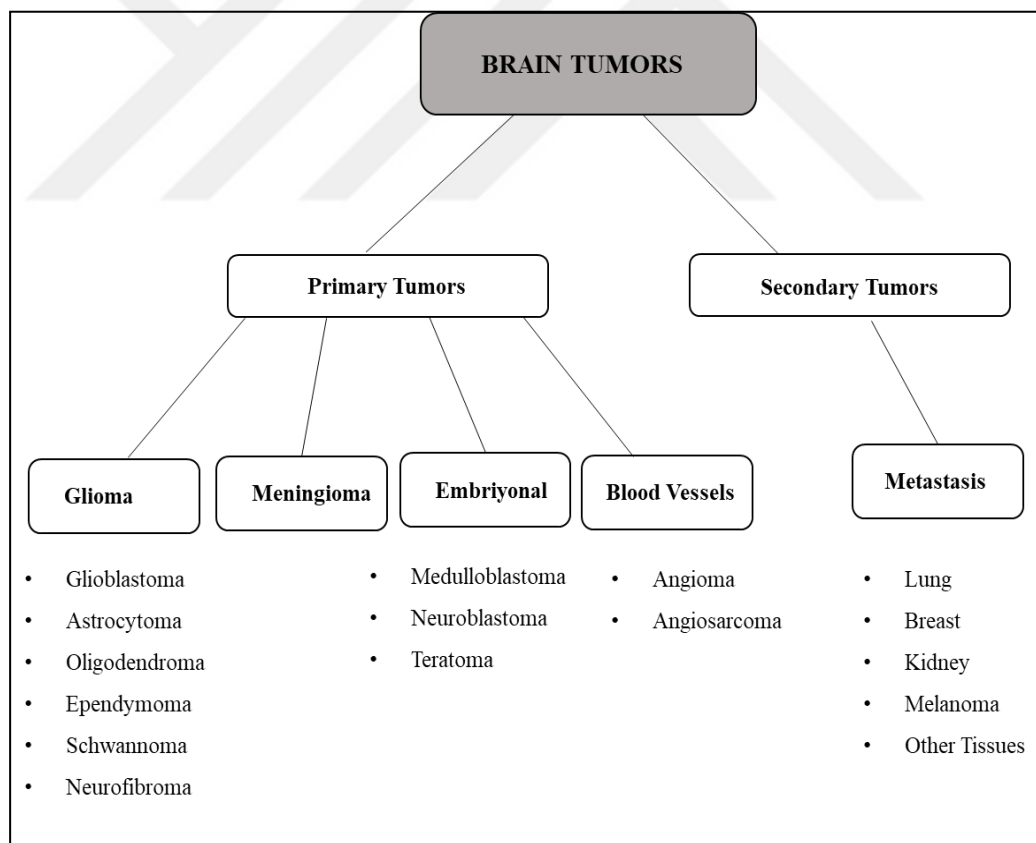 BRAIN TUMORS
Primary Tumors
Secondary Tumors
Glioma
Meningioma
Embriyonal
Blood Vessels
Metastasis
• Glioblastoma
• Astrocytoma
• Oligodendroma
• Ependymoma
• Schwannoma
• Neurofibroma
• Medulloblastoma
• Neuroblastoma
• Teratoma
• Angioma
• Angiosarcoma
• Lung
• Breast
• Kidney
• Melanoma
• Other Tissues